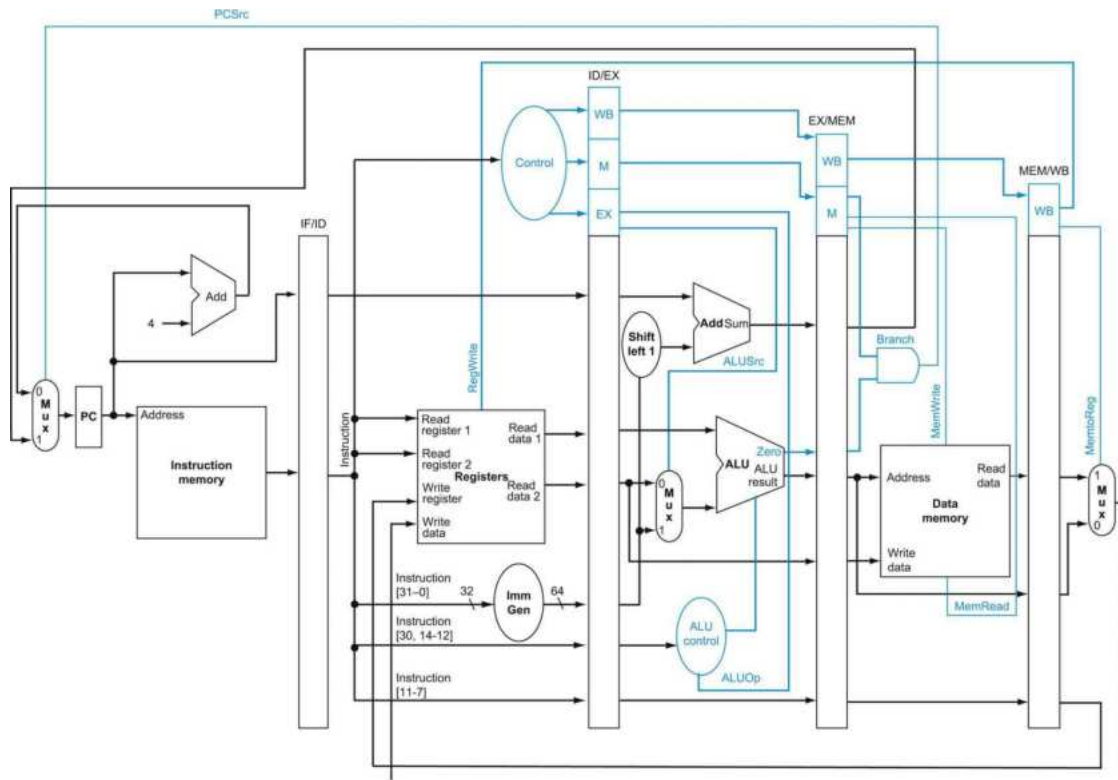 PCSrc
ID/EX
WB
EX/MEM
Control
M
WB
MEM/WB
EX
M
WB
IF/ID
Add
4
Add Sum
Shift
left 1
Branch
ALUSrc
RegWrite
MemWrite
MemtoReg
0
Mux
1
PC
Address
Instruction
memory
Instruction
Read
register 1
Read
data 1
Read
register 2
Registers
Write
register
Read
data 2
Write
data
0
Mux
1
ALU
Zero
ALU
result
Address
Read
data
Data
memory
Write
data
1
Mux
0
MemRead
Instruction
[31–0]
32
Imm
Gen
64
Instruction
[30, 14-12]
ALU
control
ALUOp
Instruction
[11-7]